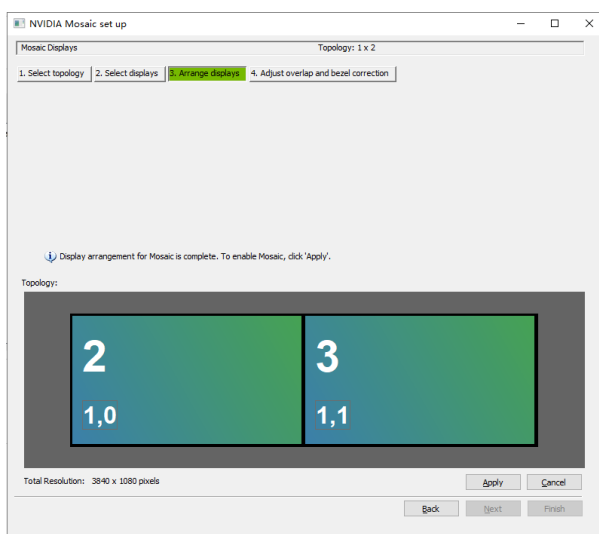 NVIDIA Mosaic set up
Mosaic Displays Topology: 1 x 2
1. Select topology 2. Select displays 3. Arrange displays 4. Adjust overlap and bezel correction
Display arrangement for Mosaic is complete. To enable Mosaic, click 'Apply'.
Topology:
2 3
1,0 1,1
Total Resolution: 3840 x 1080 pixels Apply Cancel
Back Next Finish